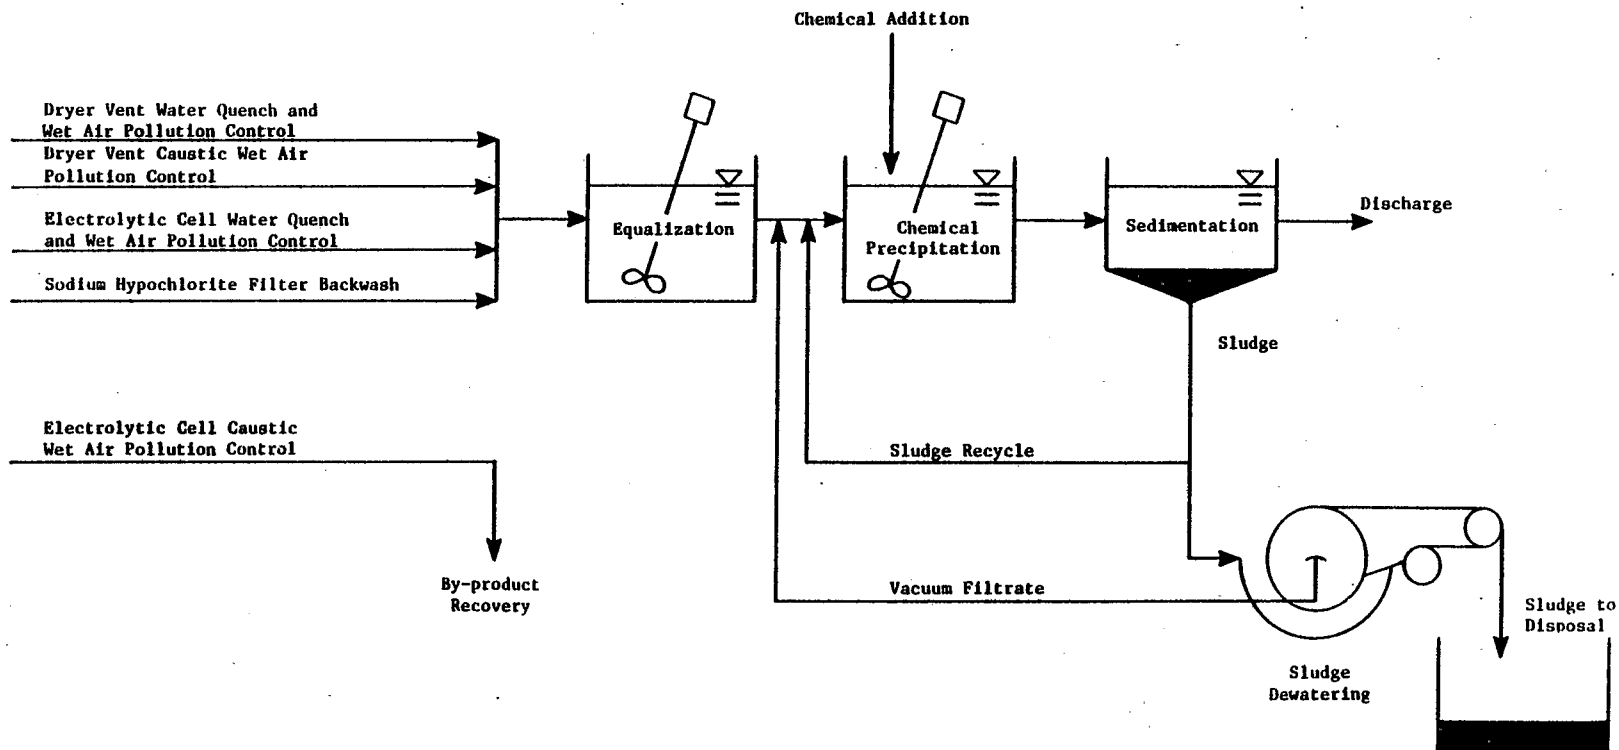 Chemical Addition
Dryer Vent Water Quench and
Wet Air Pollution Control
Dryer Vent Caustic Wet Air
Pollution Control
Electrolytic Cell Water Quench
and Wet Air Pollution Control
Sodium Hypochlorite Filter Backwash
Equalization
Chemical
Precipitation
Sedimentation
Discharge
Sludge
Electrolytic Cell Caustic
Wet Air Pollution Control
Sludge Recycle
By-product
Recovery
Vacuum Filtrate
Sludge to
Disposal
Sludge
Dewatering